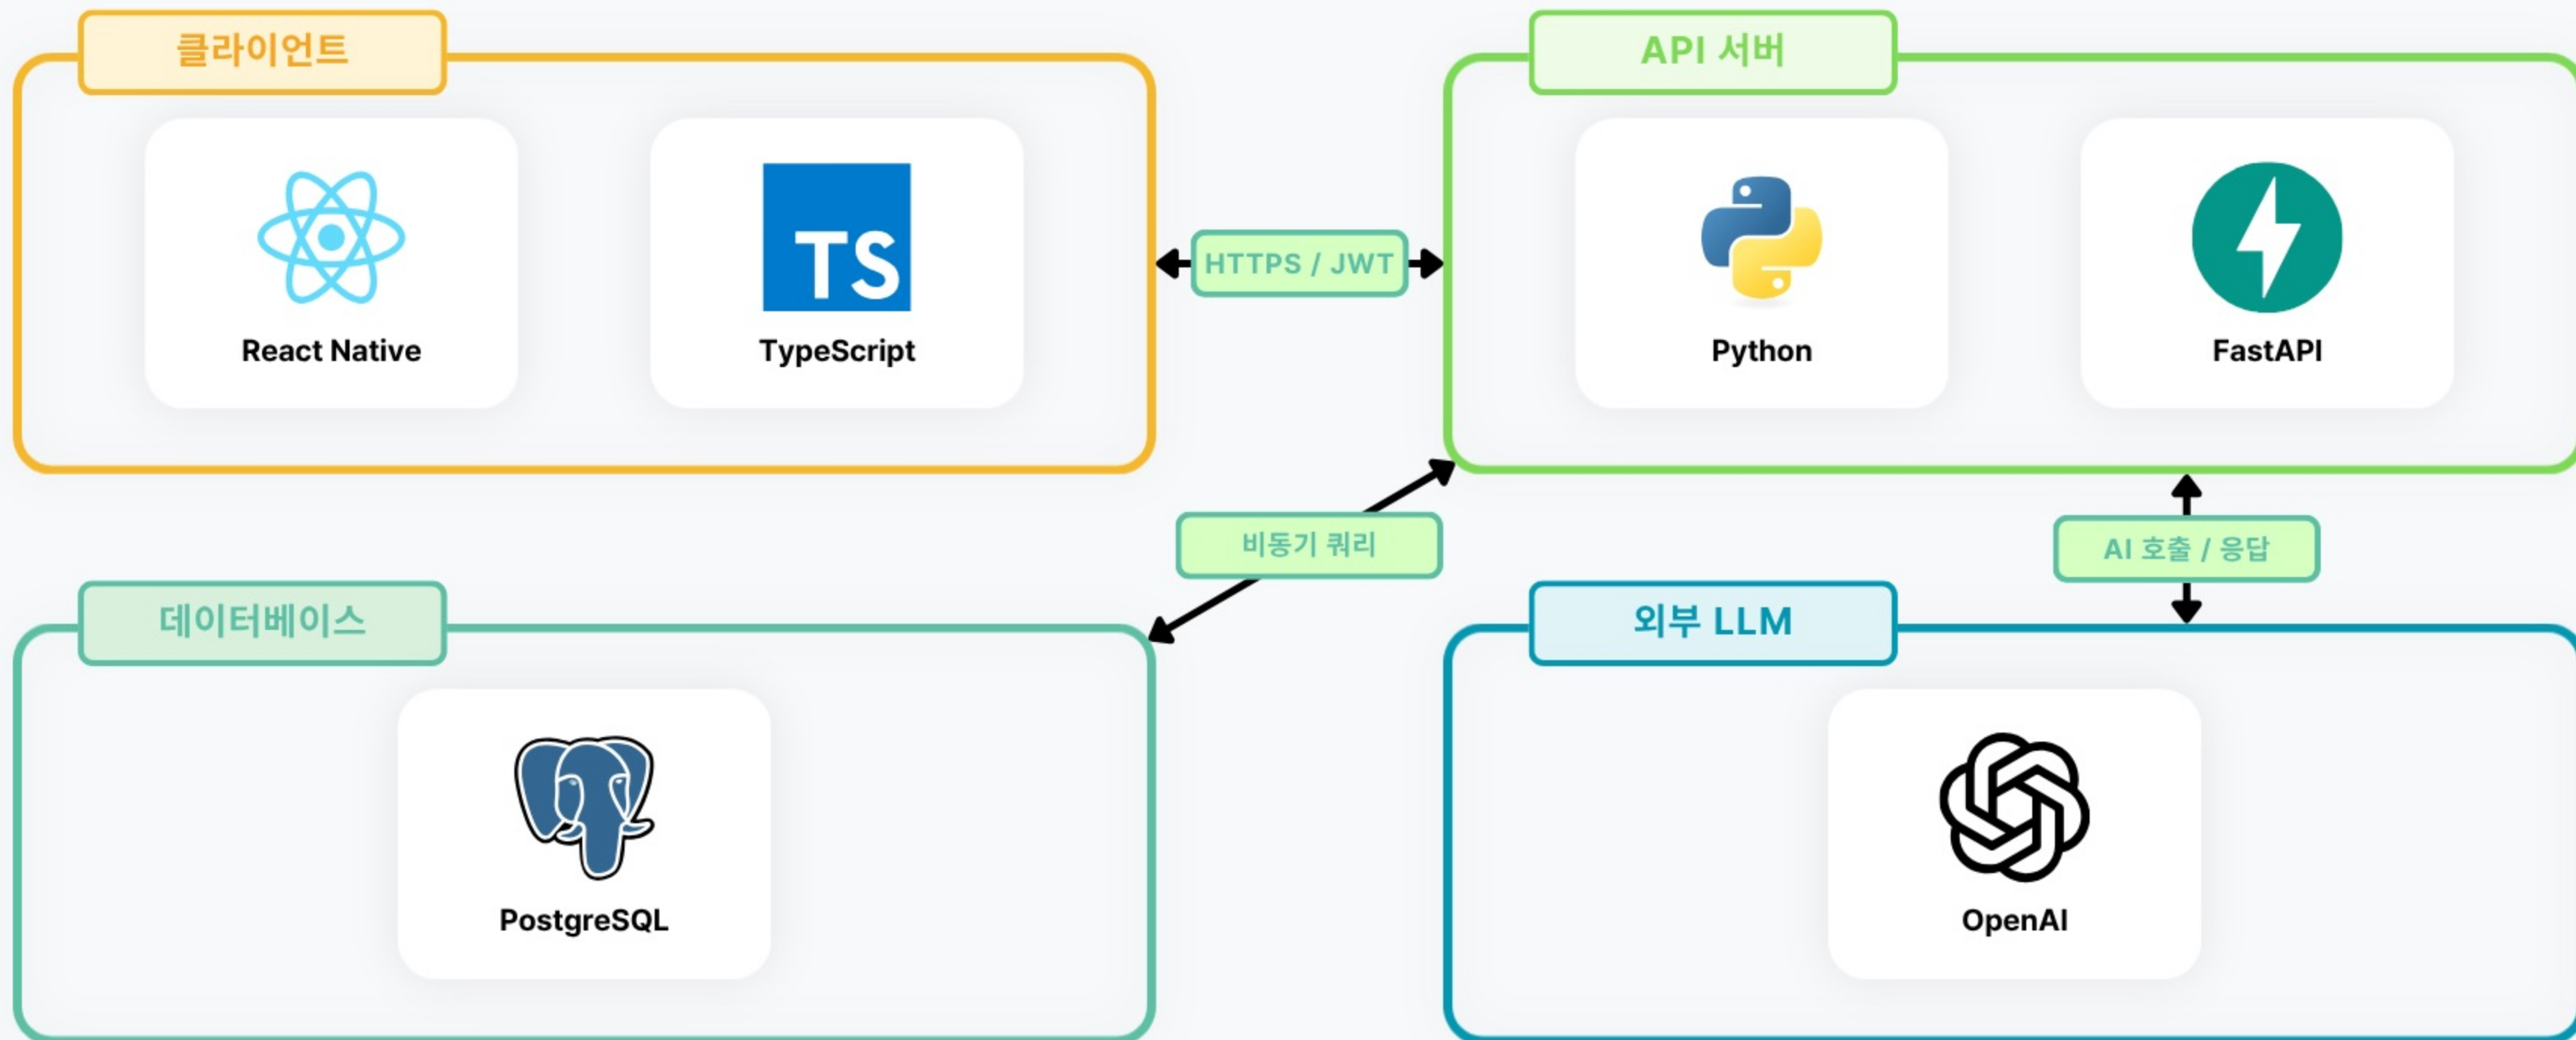 클라이언트
API 서버
TS
React Native
TypeScript
HTTPS / JWT
Python
FastAPI
비동기 쿼리
AI 호출 / 응답
데이터베이스
외부 LLM
PostgreSQL
OpenAI